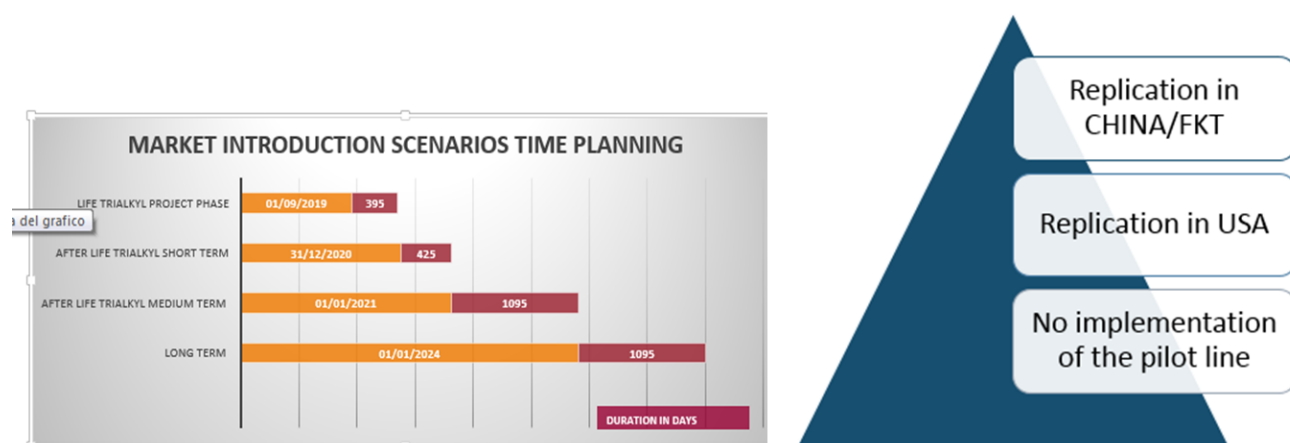 MARKET INTRODUCTION SCENARIOS TIME PLANNING
LIFE TRIALKYL PROJECT PHASE 01/09/2019 395
a del grafico
AFTER LIFE TRIALKYL SHORT TERM 31/12/2020 425
AFTER LIFE TRIALKYL MEDIUM TERM 01/01/2021 1095
LONG TERM 01/01/2024 1095
DURATION IN DAYS
Replication in
CHINA/FKT
Replication in USA
No implementation
of the pilot line